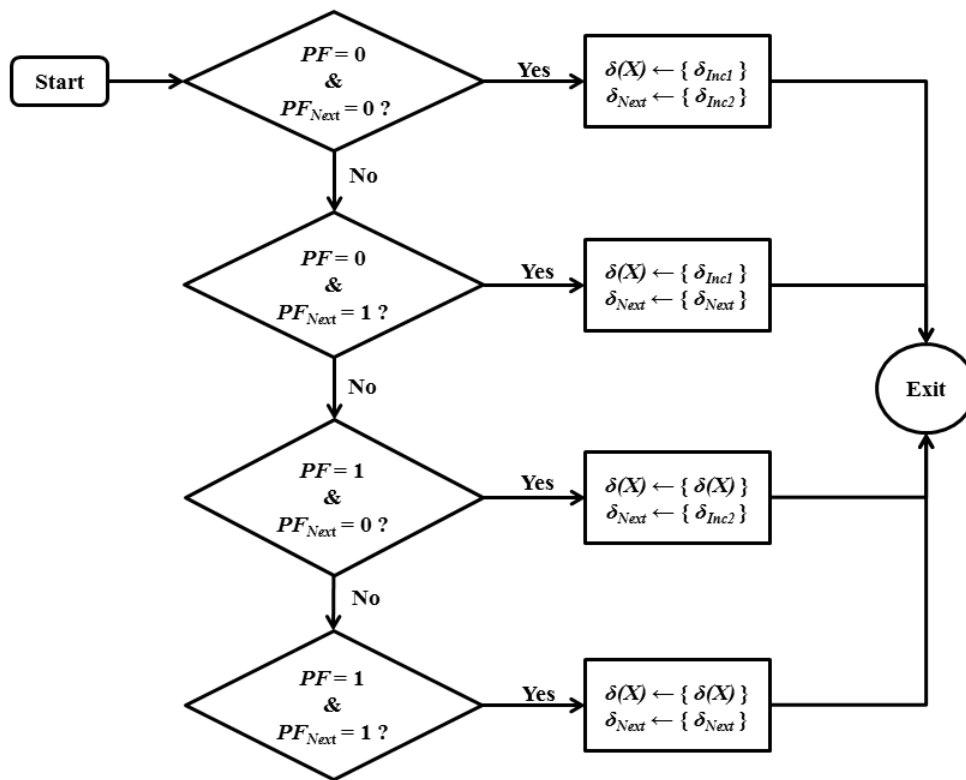 Start
PF = 0
&
PF_Next = 0 ?
Yes
δ(X) ← { δ_Inc1 }
δ_Next ← { δ_Inc2 }
No
PF = 0
&
PF_Next = 1 ?
Yes
δ(X) ← { δ_Inc1 }
δ_Next ← { δ_Next }
Exit
No
PF = 1
&
PF_Next = 0 ?
Yes
δ(X) ← { δ(X) }
δ_Next ← { δ_Inc2 }
No
PF = 1
&
PF_Next = 1 ?
Yes
δ(X) ← { δ(X) }
δ_Next ← { δ_Next }